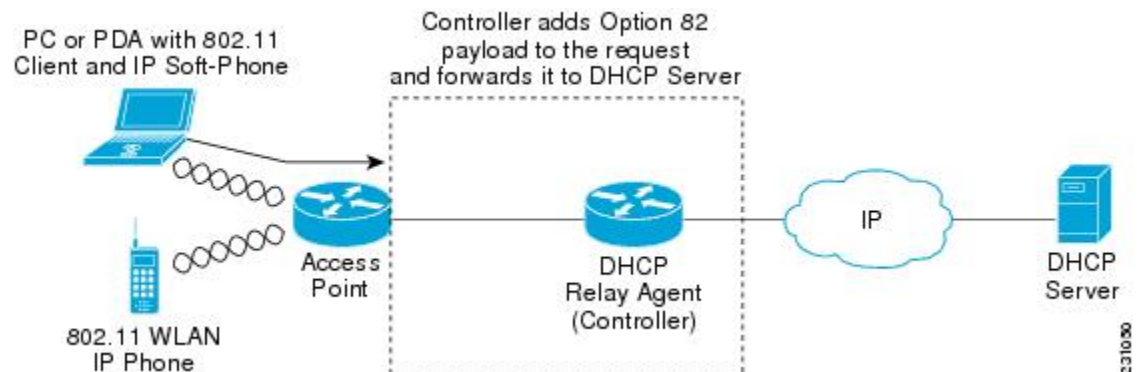 PC or PDA with 802.11
Client and IP Soft-Phone
Controller adds Option 82
payload to the request
and forwards it to DHCP Server
Access
Point
DHCP
Relay Agent
(Controller)
IP
DHCP
Server
802.11 WLAN
IP Phone
231050